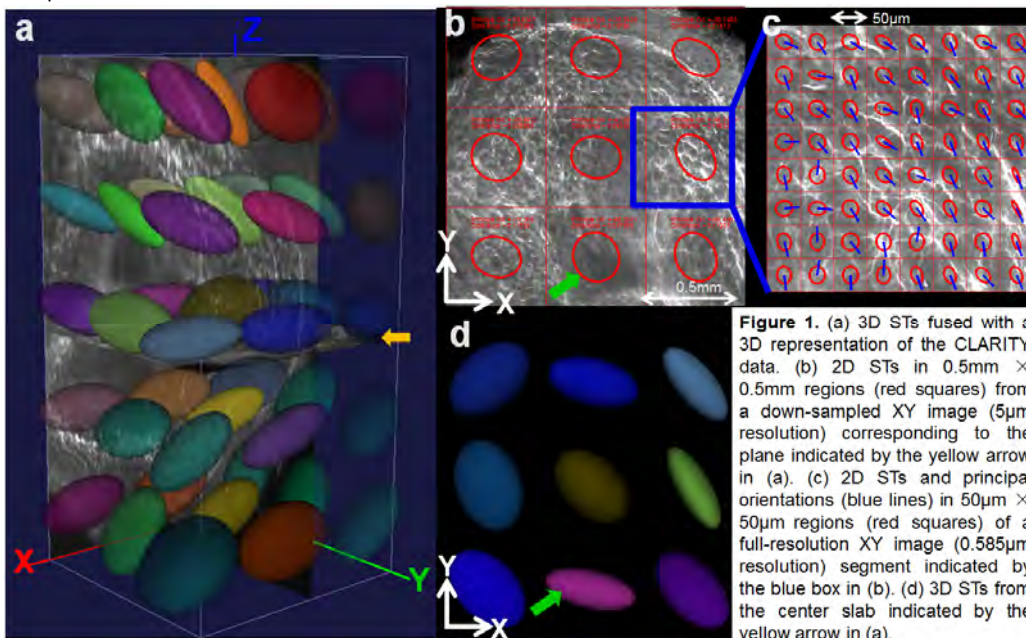 a
Z
X
Y
b
Y
X
0.5mm
c
50µm
d
Y
X
Figure 1. (a) 3D STs fused with a
3D representation of the CLARITY
data. (b) 2D STs in 0.5mm ×
0.5mm regions (red squares) from
a down-sampled XY image (5µm
resolution) corresponding to the
plane indicated by the yellow arrow
in (a). (c) 2D STs and principa
orientations (blue lines) in 50µm ×
50µm regions (red squares) of a
full-resolution XY image (0.585µm
resolution) segment indicated by
the blue box in (b). (d) 3D STs from
the center slab indicated by the
yellow arrow in (a).